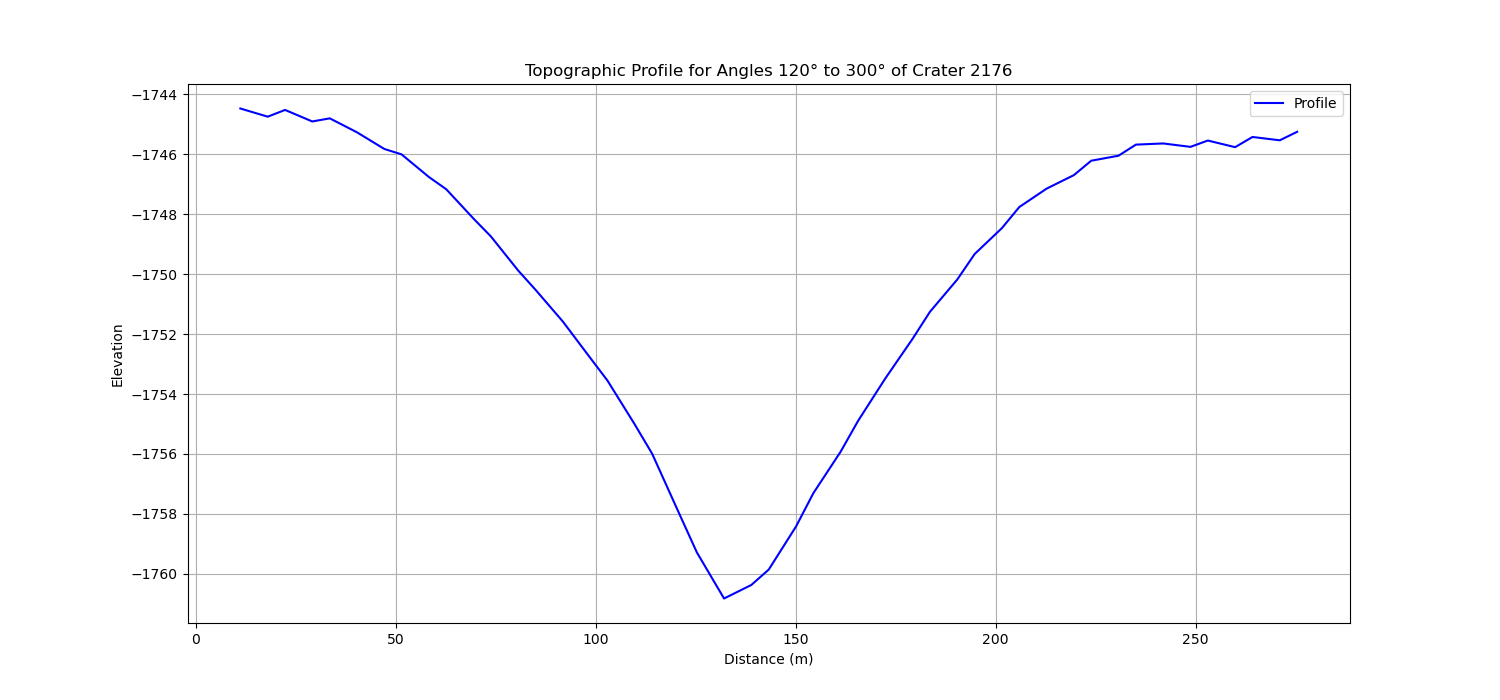 Topographic Profile for Angles 120° to 300° of Crater 2176
Profile
Elevation
−1744
−1746
−1748
−1750
−1752
−1754
−1756
−1758
−1760
0 50 100 150 200 250
Distance (m)